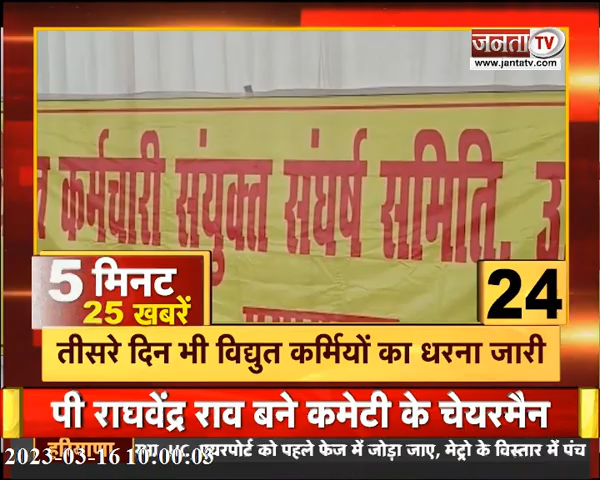 जनता TV
www.jantatv.com
कर्मचारी संयुक्त संघर्ष समिति, उ
5 मिनट
25 खबरें
24
तीसरे दिन भी विद्युत कर्मियों का धरना जारी
पी राघवेंद्र राव बने कमेटी के चेयरमैन
हरियाणा
एयरपोर्ट को पहले फेज में जोड़ा जाए, मेट्रो के विस्तार में पंच
2023-03-16 10:00:03